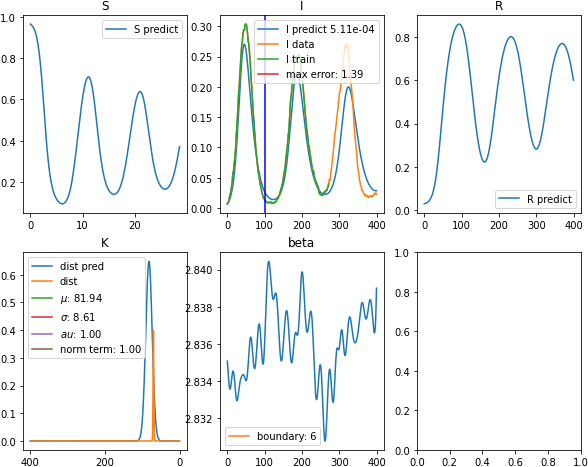 S
I
R
S predict
I predict 5.11e-04
I data
I train
max error: 1.39
R predict
1.0
0.8
0.6
0.4
0.2
0 10 20
0.30
0.25
0.20
0.15
0.10
0.05
0.00
0 100 200 300 400
0.8
0.6
0.4
0.2
0.0
0 100 200 300 400
K
beta
dist pred
dist
μ: 81.94
σ: 8.61
au: 1.00
norm term: 1.00
boundary: 6
0.6
0.5
0.4
0.3
0.2
0.1
0.0
400 200 0
2.840
2.838
2.836
2.834
2.832
0 100 200 300 400
1.0
0.8
0.6
0.4
0.2
0.0
0.0 0.2 0.4 0.6 0.8 1.0